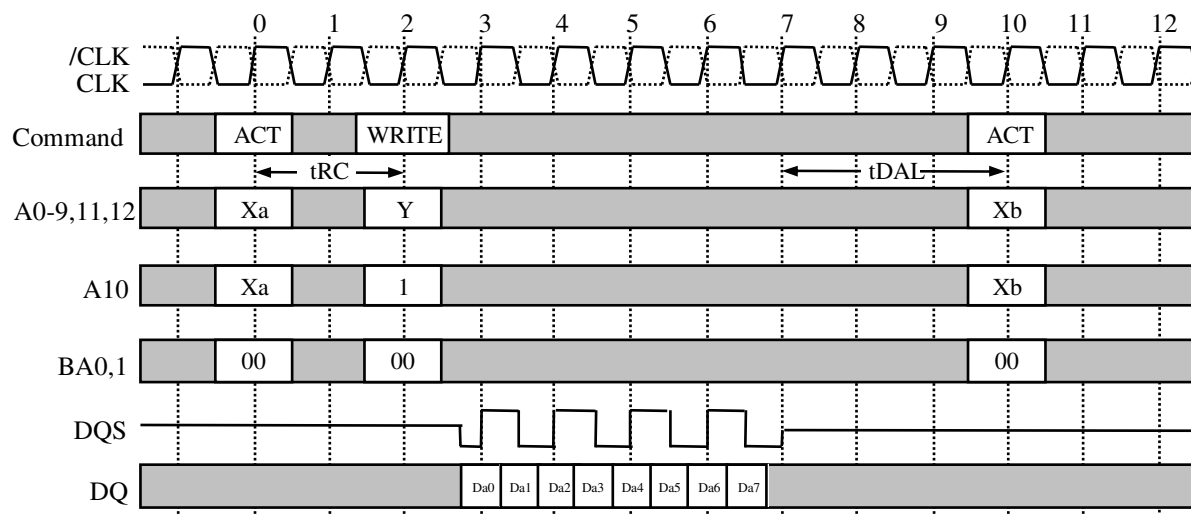 0 1 2 3 4 5 6 7 8 9 10 11 12
/CLK
CLK
Command ACT WRITE ACT
tRC tDAL
A0-9,11,12 Xa Y Xb
A10 Xa 1 Xb
BA0,1 00 00 00
DQS
DQ Da0 Da1 Da2 Da3 Da4 Da5 Da6 Da7